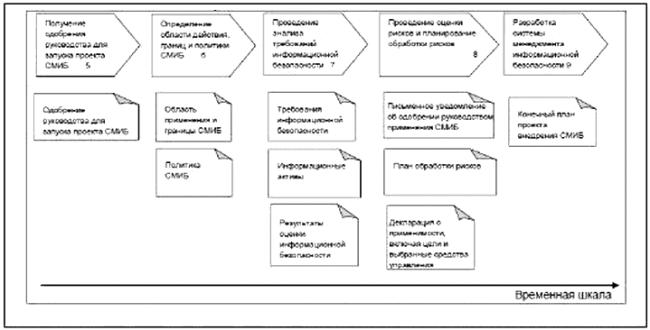 Получение
одобрения
руководства для
запуска проекта
СМИБ 5
Определение
области действия,
границ и политики
СМИБ 6
Проведение
анализа
требований
информационной
безопасности 7
Проведение оценки
рисков и планирование
обработки рисков
8
Разработка
системы
менеджмента
информационной
безопасности 9
Одобрение
руководства для
запуска проекта СМИБ
Область
применения и
границы СМИБ
Политика
СМИБ
Требования
информационной
безопасности
Информационные
активы
Результаты
оценки
информационной
безопасности
Письменное уведомление
об одобрении руководством
применения СМИБ
План обработки рисков
Декларация о
применимости,
включая цели и
выбранные средства
управления
Конечный план
проекта
внедрения СМИБ
Временная шкала